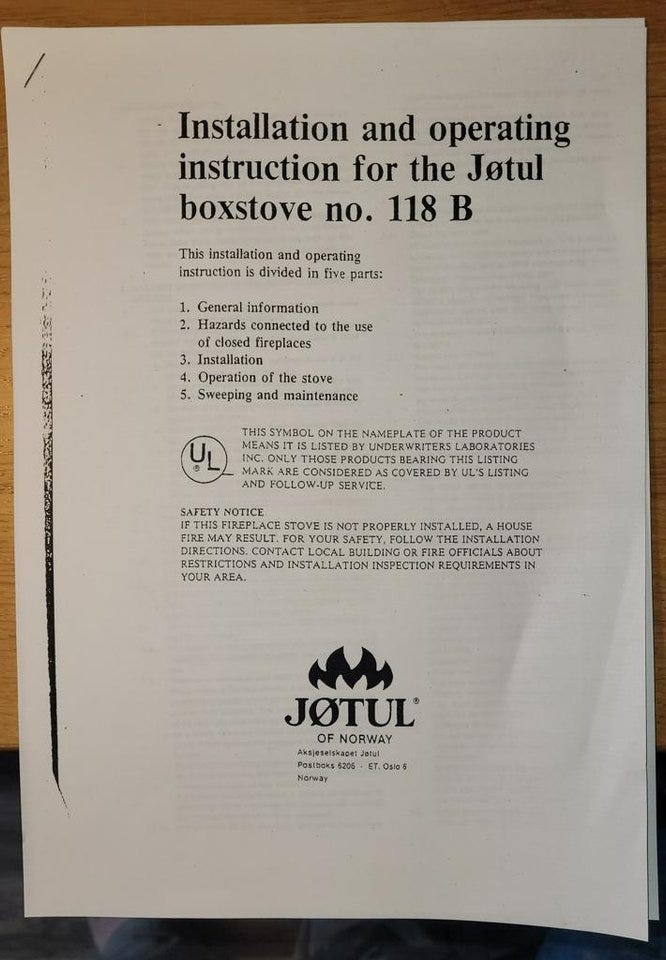 Installation and operating
instruction for the Jøtul
boxstove no. 118 B
This installation and operating
instruction is divided in five parts:
1. General information
2. Hazards connected to the use
of closed fireplaces
3. Installation
4. Operation of the stove
5. Sweeping and maintenance
UL®
THIS SYMBOL ON THE NAMEPLATE OF THE PRODUCT
MEANS IT IS LISTED BY UNDERWRITERS LABORATORIES
INC. ONLY THOSE PRODUCTS BEARING THIS LISTING
MARK ARE CONSIDERED AS COVERED BY UL'S LISTING
AND FOLLOW-UP SERVICE.
SAFETY NOTICE
IF THIS FIREPLACE STOVE IS NOT PROPERLY INSTALLED, A HOUSE
FIRE MAY RESULT. FOR YOUR SAFETY, FOLLOW THE INSTALLATION
DIRECTIONS. CONTACT LOCAL BUILDING OR FIRE OFFICIALS ABOUT
RESTRICTIONS AND INSTALLATION INSPECTION REQUIREMENTS IN
YOUR AREA.
JØTUL®
OF NORWAY
Aksjeselskapet Jøtul
Postboks 6206 - ET. Oslo 6
Norway